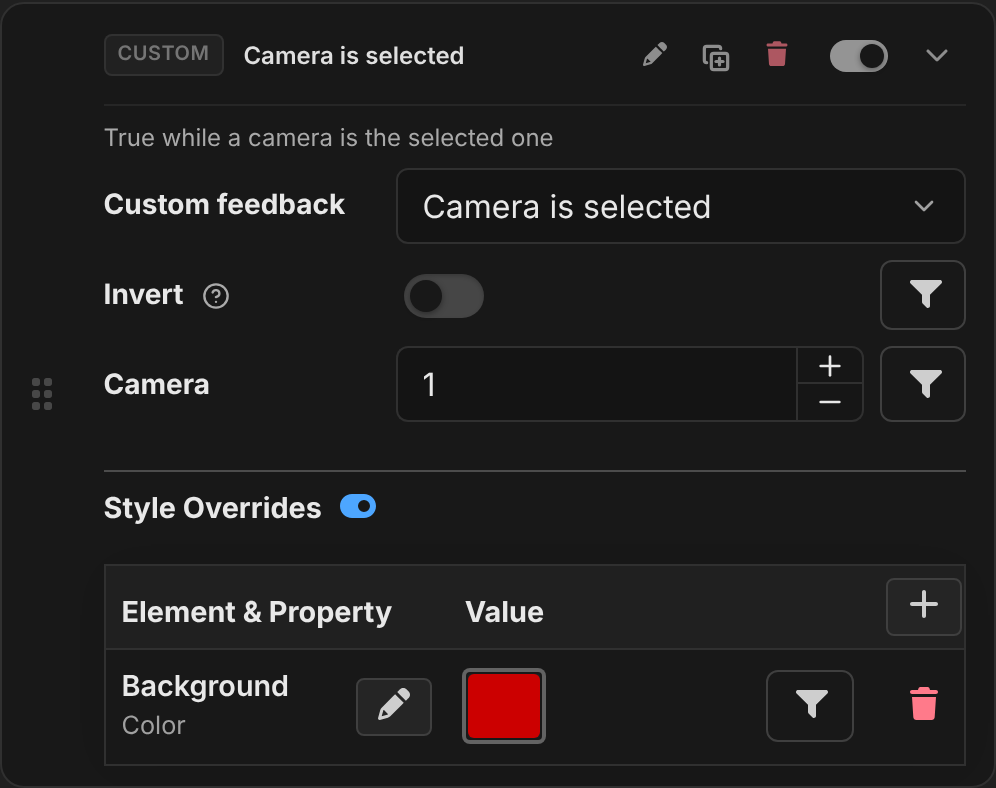 CUSTOM Camera is selected
True while a camera is the selected one
Custom feedback Camera is selected
Invert ?
Camera 1
Style Overrides
Element & Property Value
Background
Color